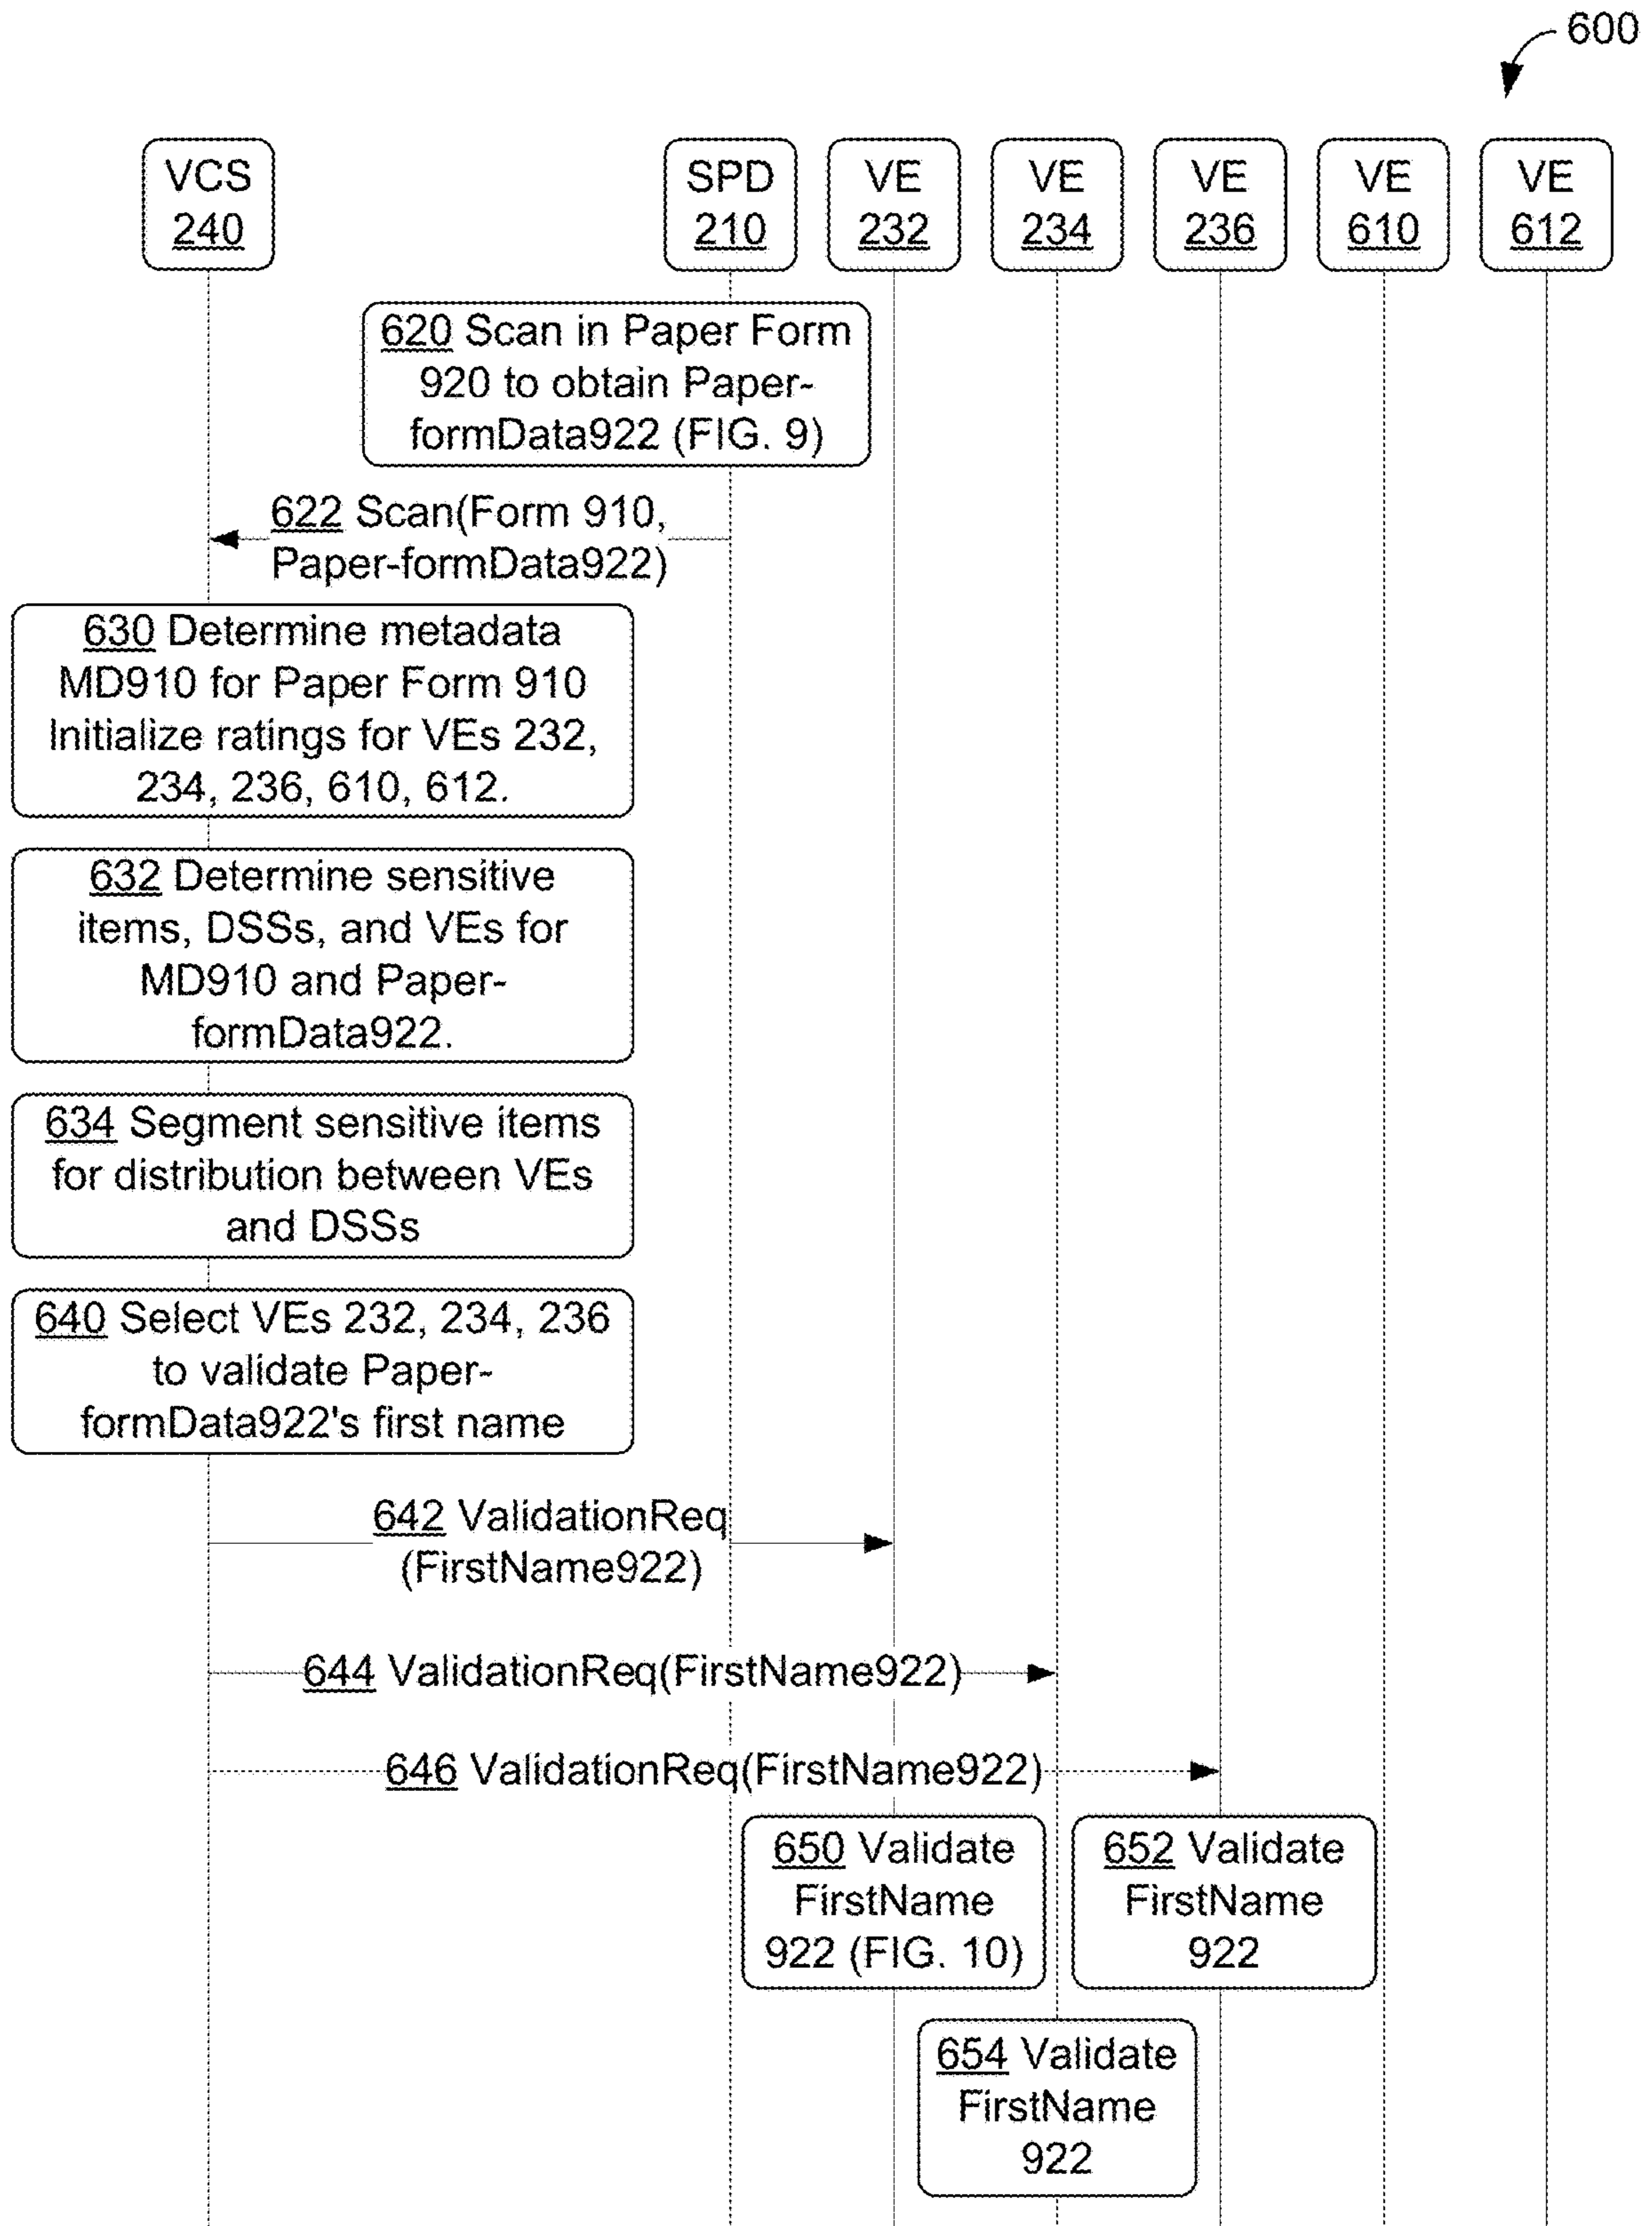 600
VCS
240
SPD
210
VE
232
VE
234
VE
236
VE
610
VE
612
620 Scan in Paper Form
920 to obtain Paper-
formData922 (FIG. 9)
622 Scan(Form 910,
Paper-formData922)
630 Determine metadata
MD910 for Paper Form 910
Initialize ratings for VEs 232,
234, 236, 610, 612.
632 Determine sensitive
items, DSSs, and VEs for
MD910 and Paper-
formData922.
634 Segment sensitive items
for distribution between VEs
and DSSs
640 Select VEs 232, 234, 236
to validate Paper-
formData922's first name
642 ValidationReq
(FirstName922)
644 ValidationReq(FirstName922)
646 ValidationReq(FirstName922)
650 Validate
FirstName
922 (FIG. 10)
652 Validate
FirstName
922
654 Validate
FirstName
922